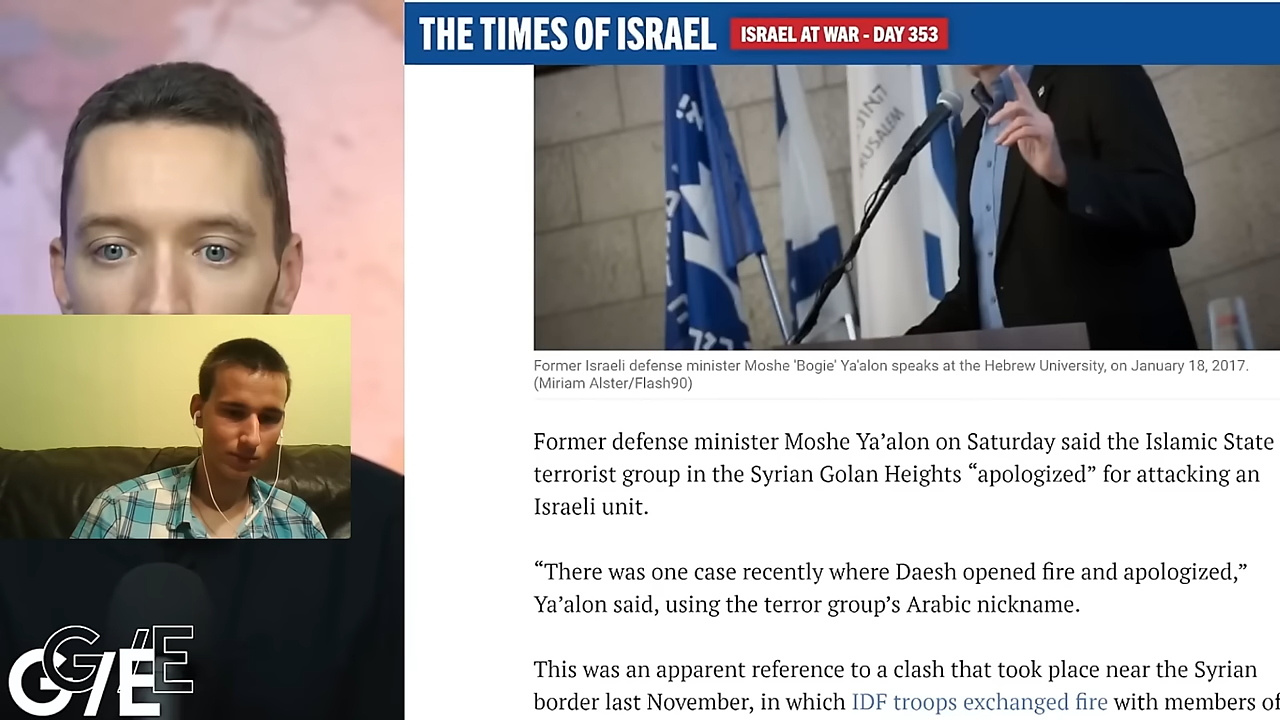 THE TIMES OF ISRAEL
ISRAEL AT WAR - DAY 353
RUSALEM
Former Israeli defense minister Moshe 'Bogie' Ya'alon speaks at the Hebrew University, on January 18, 2017.
(Miriam Alster/Flash90)
Former defense minister Moshe Ya’alon on Saturday said the Islamic State
terrorist group in the Syrian Golan Heights “apologized” for attacking an
Israeli unit.
“There was one case recently where Daesh opened fire and apologized,”
Ya’alon said, using the terror group’s Arabic nickname.
This was an apparent reference to a clash that took place near the Syrian
border last November, in which IDF troops exchanged fire with members of
G/E
G/E